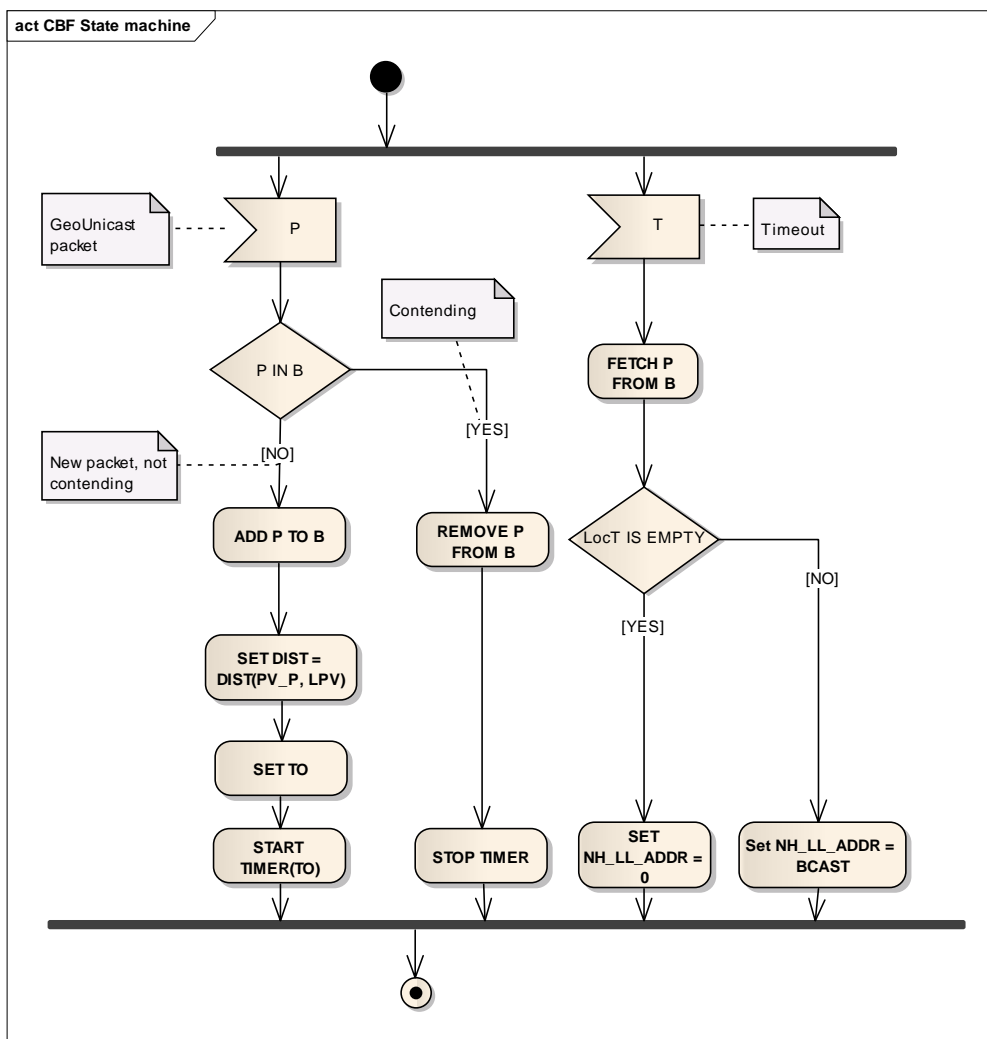 act CBF State machine
GeoUnicast
packet
P
T
Timeout
Contending
P IN B
FETCH P
FROM B
[YES]
[NO]
New packet, not
contending
ADD P TO B
REMOVE P
FROM B
LocT IS EMPTY
[NO]
[YES]
SET DIST =
DIST(PV_P, LPV)
SET TO
START
TIMER(TO)
STOP TIMER
SET
NH_LL_ADDR =
0
Set NH_LL_ADDR =
BCAST